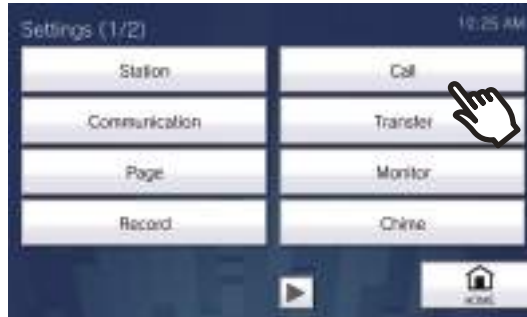 Settings (1/2)
10:25 AM
Station
Call
Communication
Transfer
Page
Monitor
Record
Chime
HOME